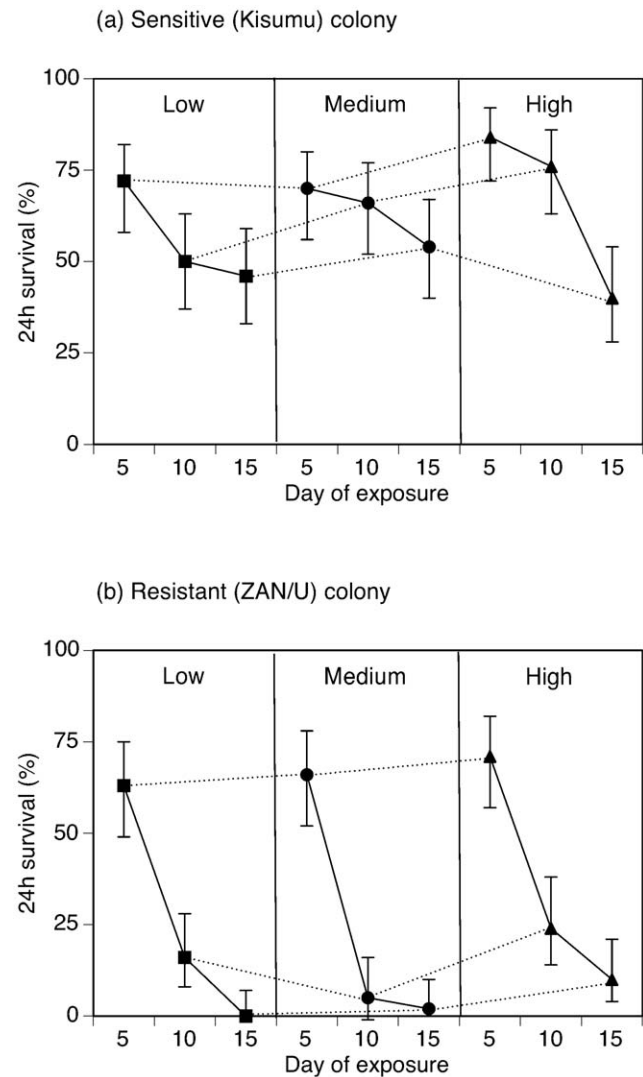 (a) Sensitive (Kisumu) colony
100
75
50
25
0
24h survival (%)
Low Medium High
5 10 15 5 10 15 5 10 15
Day of exposure
(b) Resistant (ZAN/U) colony
100
75
50
25
0
24h survival (%)
Low Medium High
5 10 15 5 10 15 5 10 15
Day of exposure